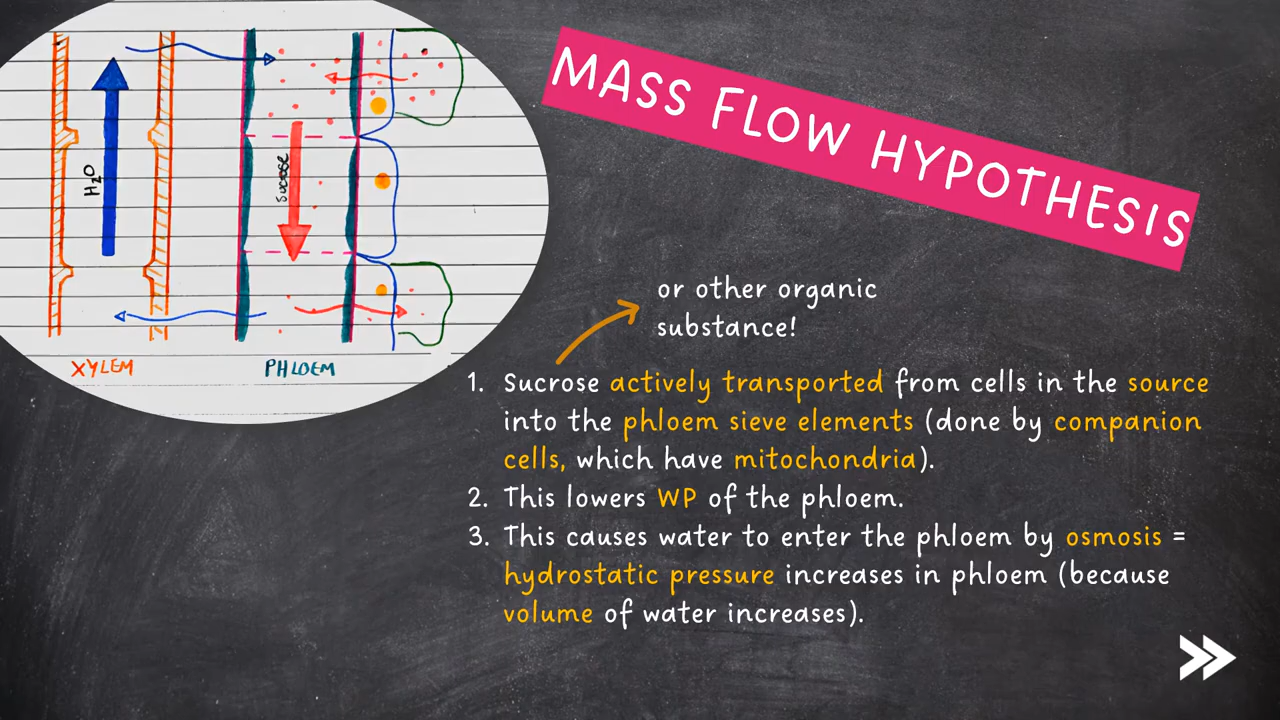 MASS FLOW HYPOTHESIS
H₂O
Sucrose
XYLEM
PHLOEM
or other organic
substance!
1. Sucrose actively transported from cells in the source
into the phloem sieve elements (done by companion
cells, which have mitochondria).
2. This lowers WP of the phloem.
3. This causes water to enter the phloem by osmosis =
hydrostatic pressure increases in phloem (because
volume of water increases).